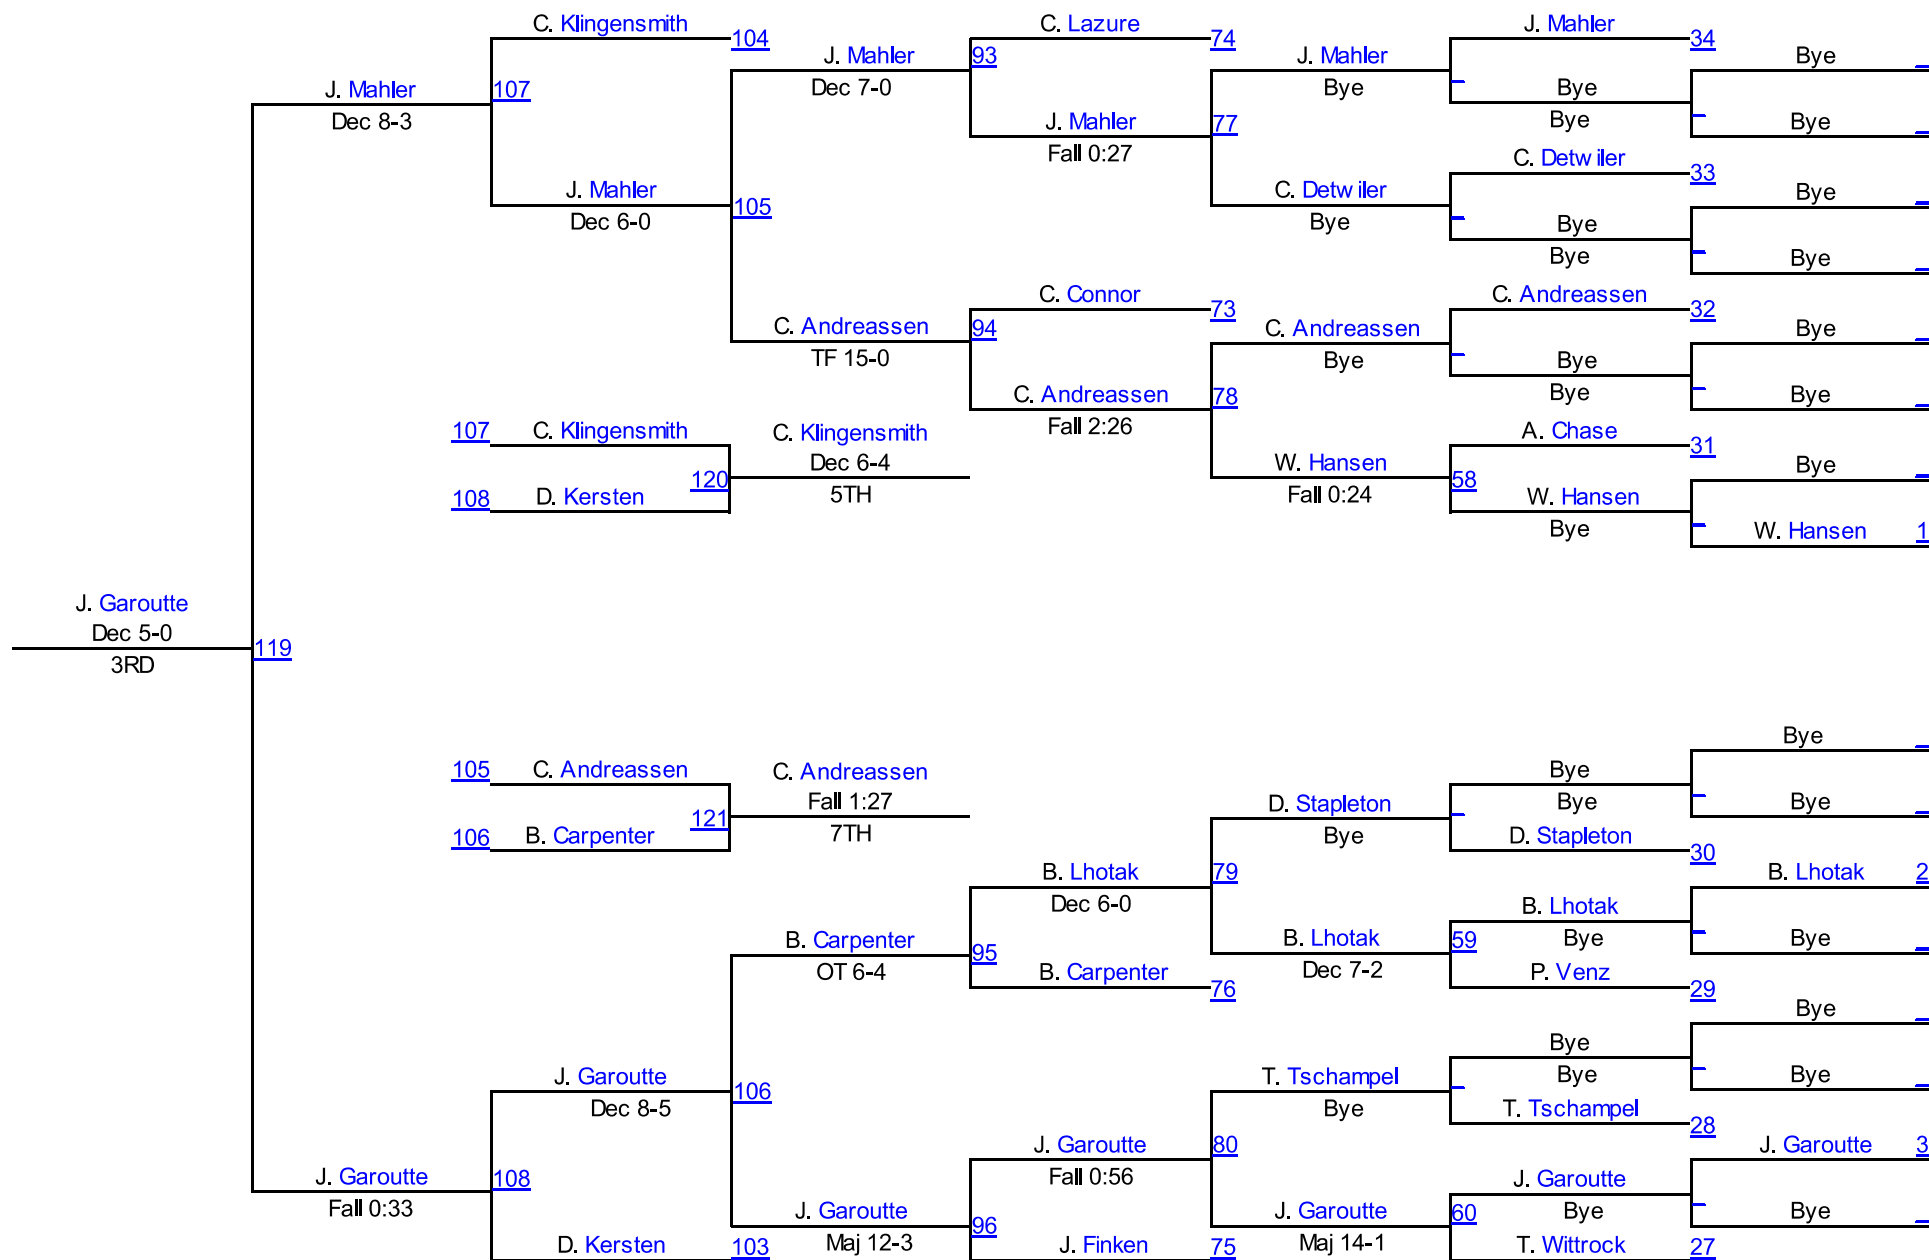 C. Klingensmith
104
C. Lazure
74
J. Mahler
34
J. Mahler
93
J. Mahler
Bye
J. Mahler
107
Dec 7-0
Bye
Bye
Dec 8-3
J. Mahler
77
Bye
Bye
Fall 0:27
C. Detwiler
33
J. Mahler
105
C. Detwiler
Bye
Dec 6-0
Bye
Bye
Bye
Bye
C. Connor
73
C. Andreassen
32
C. Andreassen
94
C. Andreassen
Bye
TF 15-0
Bye
Bye
C. Andreassen
78
Bye
Bye
107
C. Klingensmith
C. Klingensmith
Fall 2:26
A. Chase
31
Dec 6-4
W. Hansen
Bye
108
D. Kersten
120
5TH
Fall 0:24
58
W. Hansen
Bye
W. Hansen
1
J. Garoutte
Dec 5-0
119
3RD
Bye
105
C. Andreassen
C. Andreassen
Bye
Fall 1:27
D. Stapleton
Bye
Bye
106
B. Carpenter
121
7TH
Bye
D. Stapleton
30
B. Lhotak
79
B. Lhotak
2
Dec 6-0
B. Lhotak
B. Carpenter
95
B. Lhotak
59
Bye
Bye
OT 6-4
B. Carpenter
76
Dec 7-2
P. Venz
29
Bye
Bye
J. Garoutte
106
T. Tschampel
Bye
Bye
Dec 8-5
Bye
T. Tschampel
28
J. Garoutte
80
J. Garoutte
3
J. Garoutte
108
Fall 0:56
J. Garoutte
Fall 0:33
J. Garoutte
96
J. Garoutte
60
Bye
Bye
D. Kersten
103
Maj 12-3
J. Finken
75
Maj 14-1
T. Wittrock
27